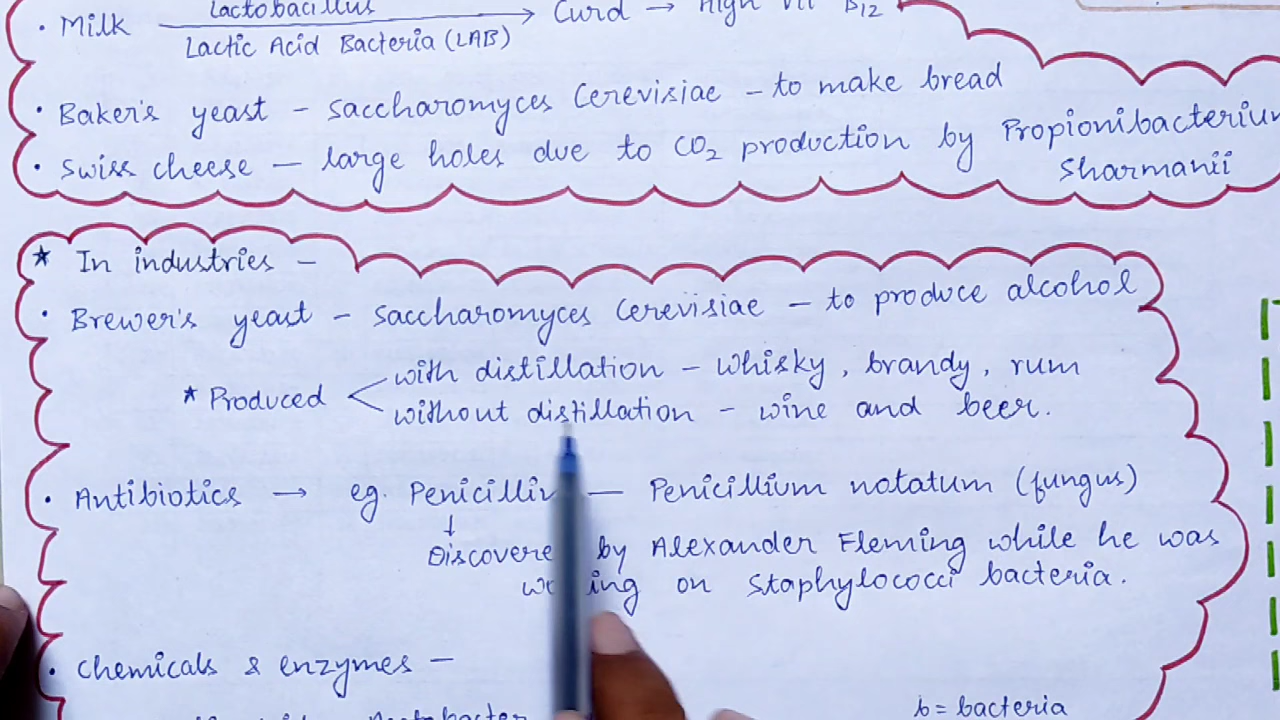 Lactobacillus
• Milk ⟶ Curd → High Vit B12
Lactic Acid Bacteria (LAB)
• Baker's yeast - Saccharomyces Cerevisiae - to make bread
• Swiss cheese - large holes due to CO2 production by Propionibacterium
Sharmanii
★ In industries -
• Brewer's yeast - Saccharomyces Cerevisiae - to produce alcohol
with distillation - whisky, brandy, rum
★ Produced
without distillation - wine and beer.
• Antibiotics → eg. Penicillin - Penicillium notatum (fungus)
↓
Discovere by Alexander Fleming while he was
on Staphylococci bacteria.
• Chemicals & enzymes -
b = bacteria